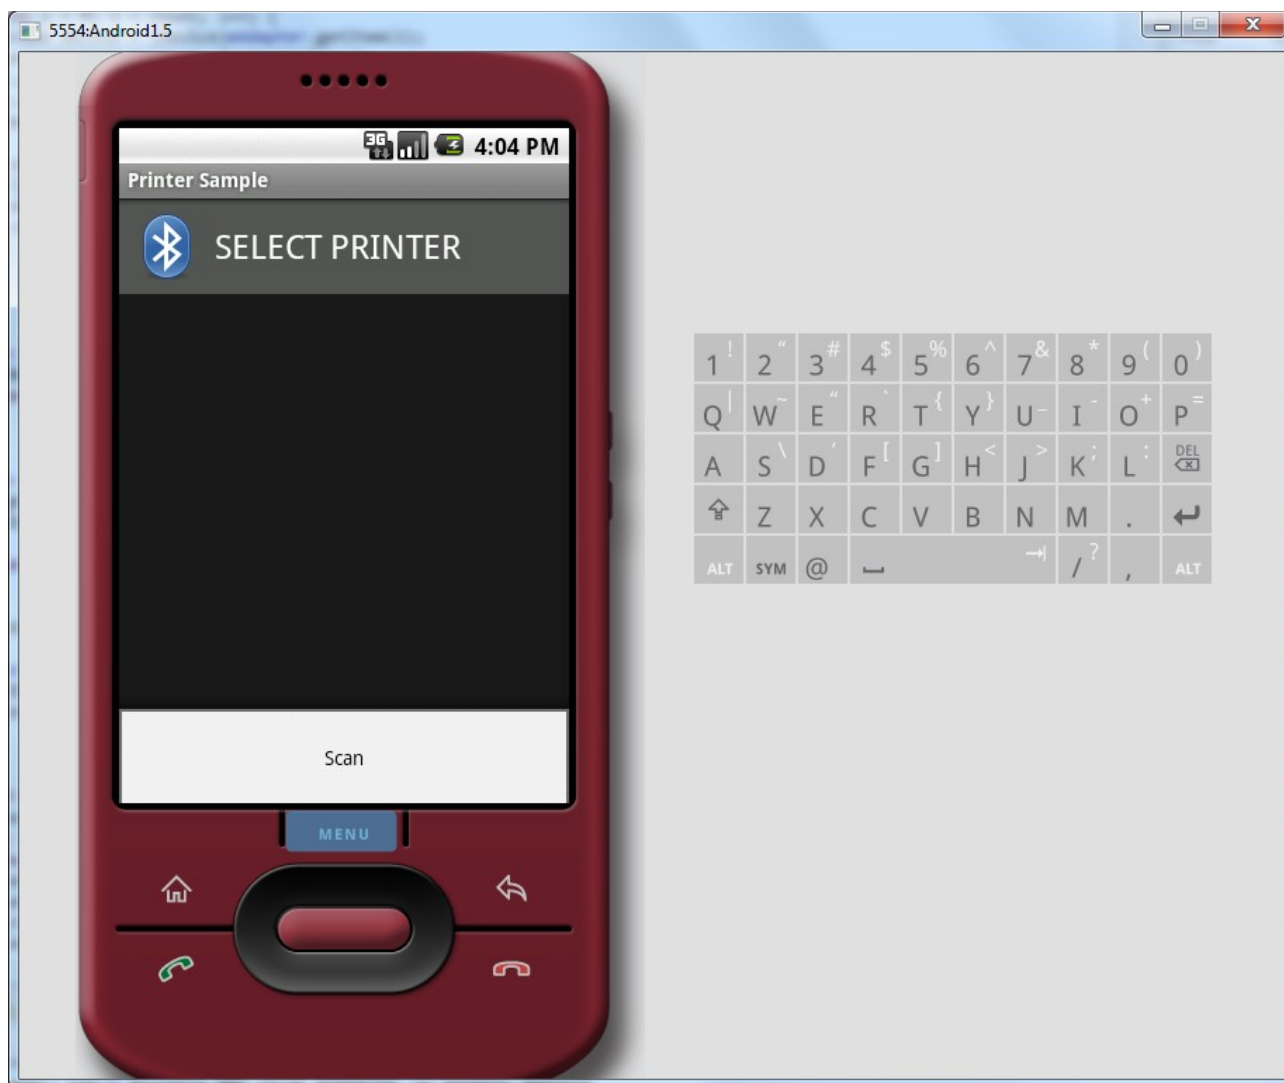 5554:Android1.5
3G 4:04 PM
Printer Sample
SELECT PRINTER
Scan
MENU
1 ! 2 “ 3 # 4 $ 5 % 6 ^ 7 & 8 * 9 ( 0 )
Q | W ~ E “ R ` T { Y } U _ I - O + P =
A S \ D ´ F [ G ] H < J > K ; L : DEL
Z X C V B N M .
ALT SYM @ / ? , ALT